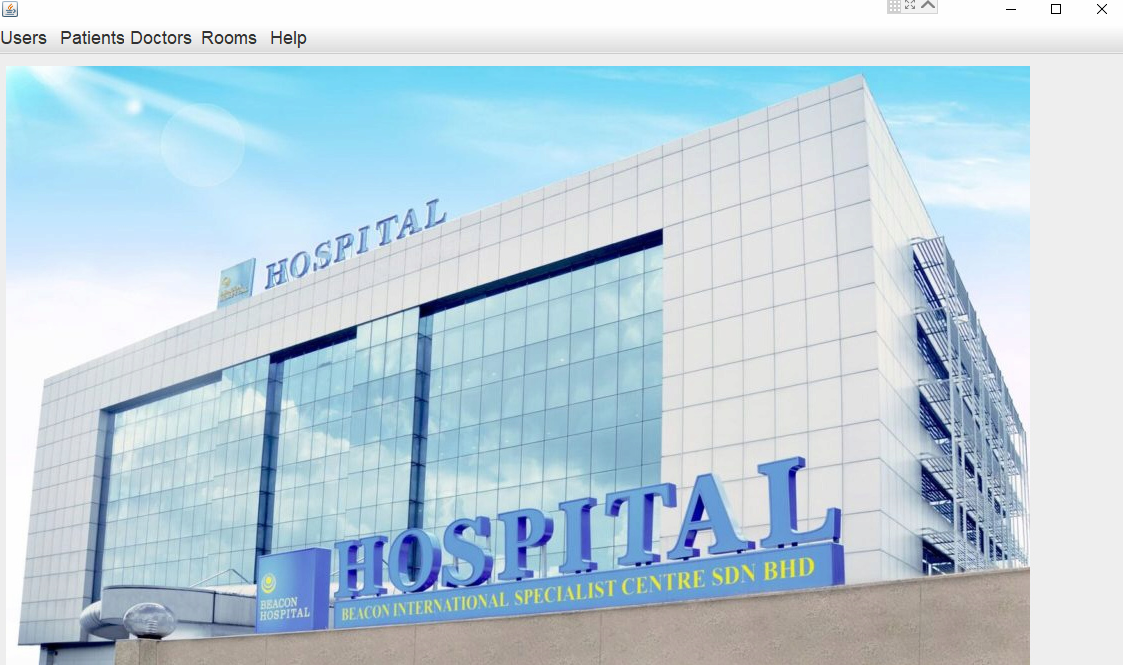 Users Patients Doctors Rooms Help
HOSPITAL
HOSPITAL
BEACON
HOSPITAL
BEACON INTERNATIONAL SPECIALIST CENTRE SDN BHD